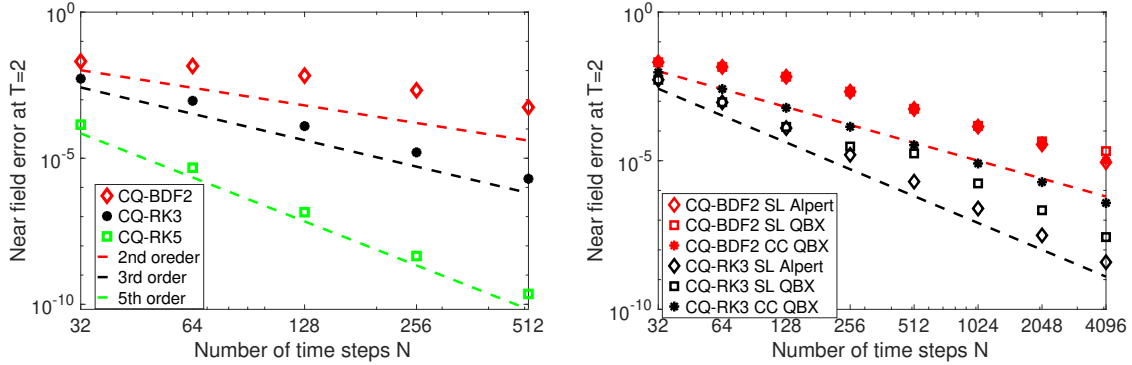 10^0
10^-5
10^-10
Near field error at T=2
CQ-BDF2
CQ-RK3
CQ-RK5
2nd oreder
3rd order
5th order
32 64 128 256 512
Number of time steps N
10^0
10^-5
10^-10
Near field error at T=2
CQ-BDF2 SL Alpert
CQ-BDF2 SL QBX
CQ-BDF2 CC QBX
CQ-RK3 SL Alpert
CQ-RK3 SL QBX
CQ-RK3 CC QBX
32 64 128 256 512 1024 2048 4096
Number of time steps N